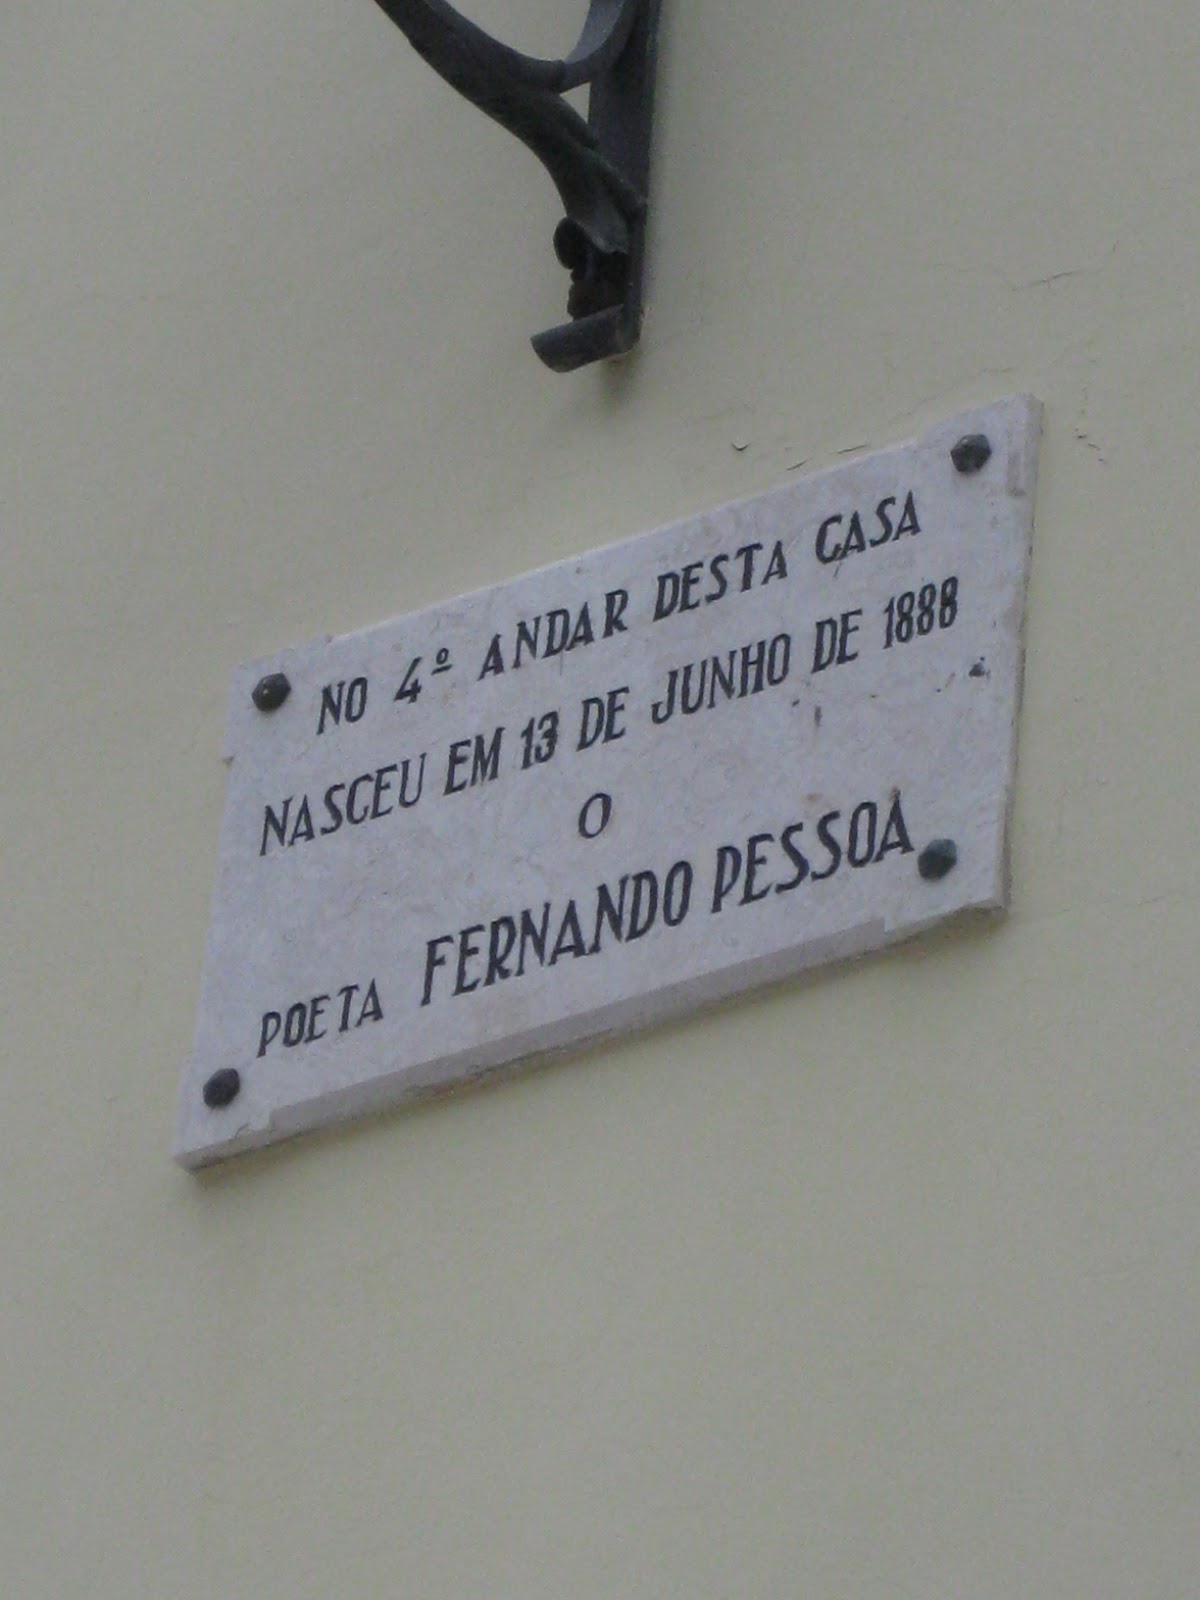 NO 4º ANDAR DESTA CASA
NASCEU EM 13 DE JUNHO DE 1888
O
POETA FERNANDO PESSOA